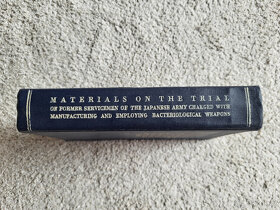 MATERIALS ON THE TRIAL
OF FORMER SERVICEMEN OF THE JAPANESE ARMY CHARGED WITH
MANUFACTURING AND EMPLOYING BACTERIOLOGICAL WEAPONS